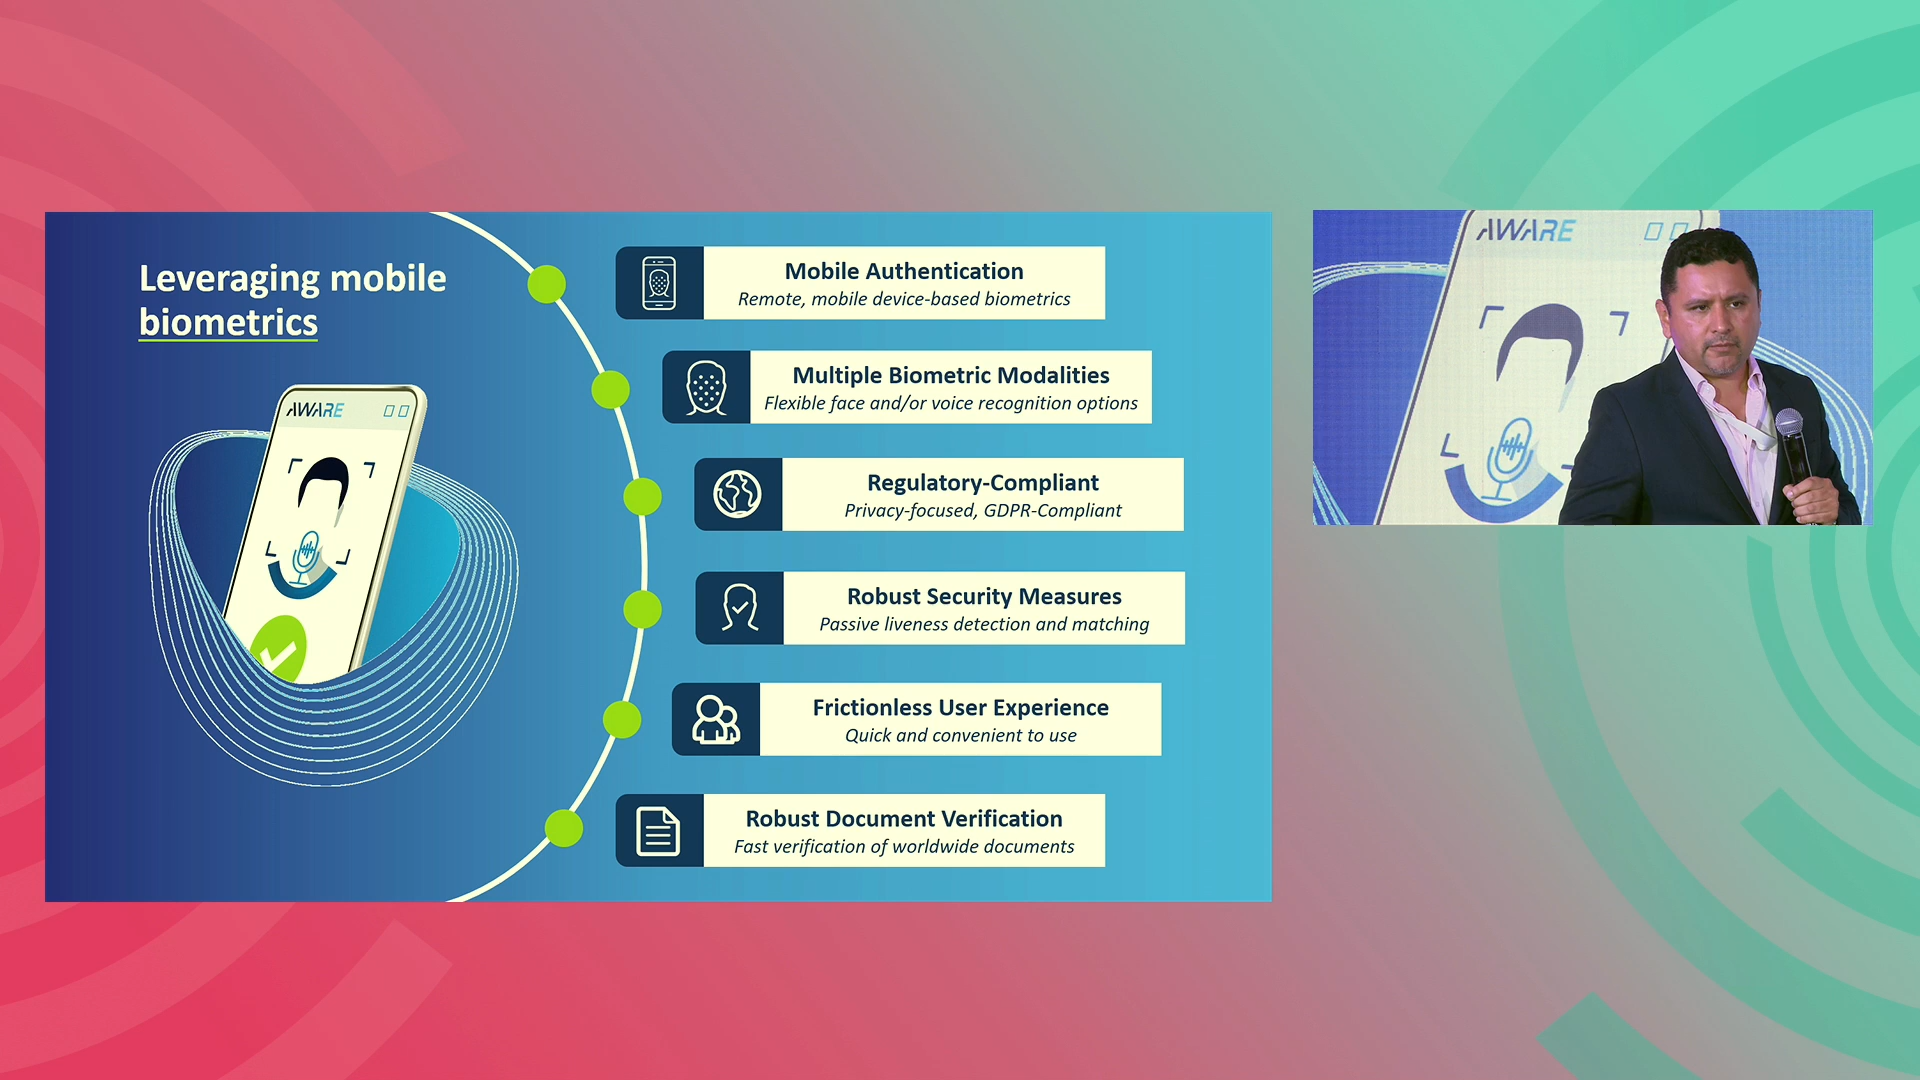 Leveraging mobile
biometrics
AWARE
Mobile Authentication
Remote, mobile device-based biometrics
Multiple Biometric Modalities
Flexible face and/or voice recognition options
Regulatory-Compliant
Privacy-focused, GDPR-Compliant
Robust Security Measures
Passive liveness detection and matching
Frictionless User Experience
Quick and convenient to use
Robust Document Verification
Fast verification of worldwide documents
AWARE